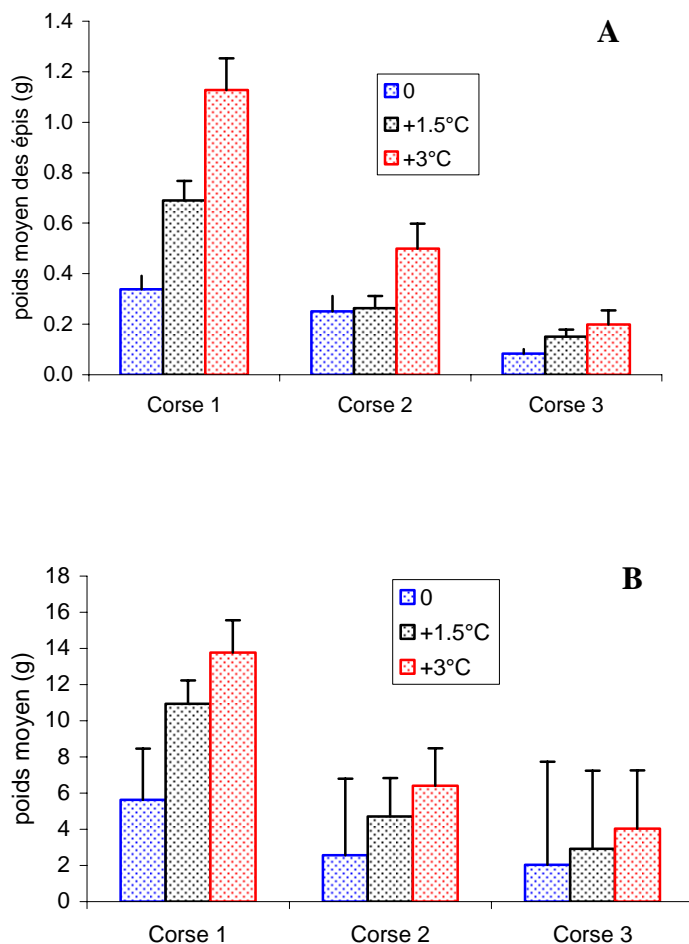 A
poids moyen des épis (g)
1.4
1.2
1.0
0.8
0.6
0.4
0.2
0.0
0
+1.5°C
+3°C
Corse 1 Corse 2 Corse 3
B
poids moyen (g)
18
16
14
12
10
8
6
4
2
0
0
+1.5°C
+3°C
Corse 1 Corse 2 Corse 3